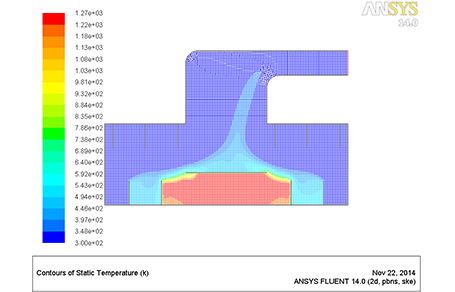 1.27e+03
1.22e+03
1.18e+03
1.13e+03
1.08e+03
1.03e+03
9.80e+02
9.32e+02
8.84e+02
8.35e+02
7.86e+02
7.38e+02
6.89e+02
6.40e+02
5.92e+02
5.43e+02
4.94e+02
4.46e+02
3.97e+02
3.48e+02
3.00e+02
ANSYS
14.0
Contours of Static Temperature (k)
Nov 22, 2014
ANSYS FLUENT 14.0 (2d, pbns, ske)